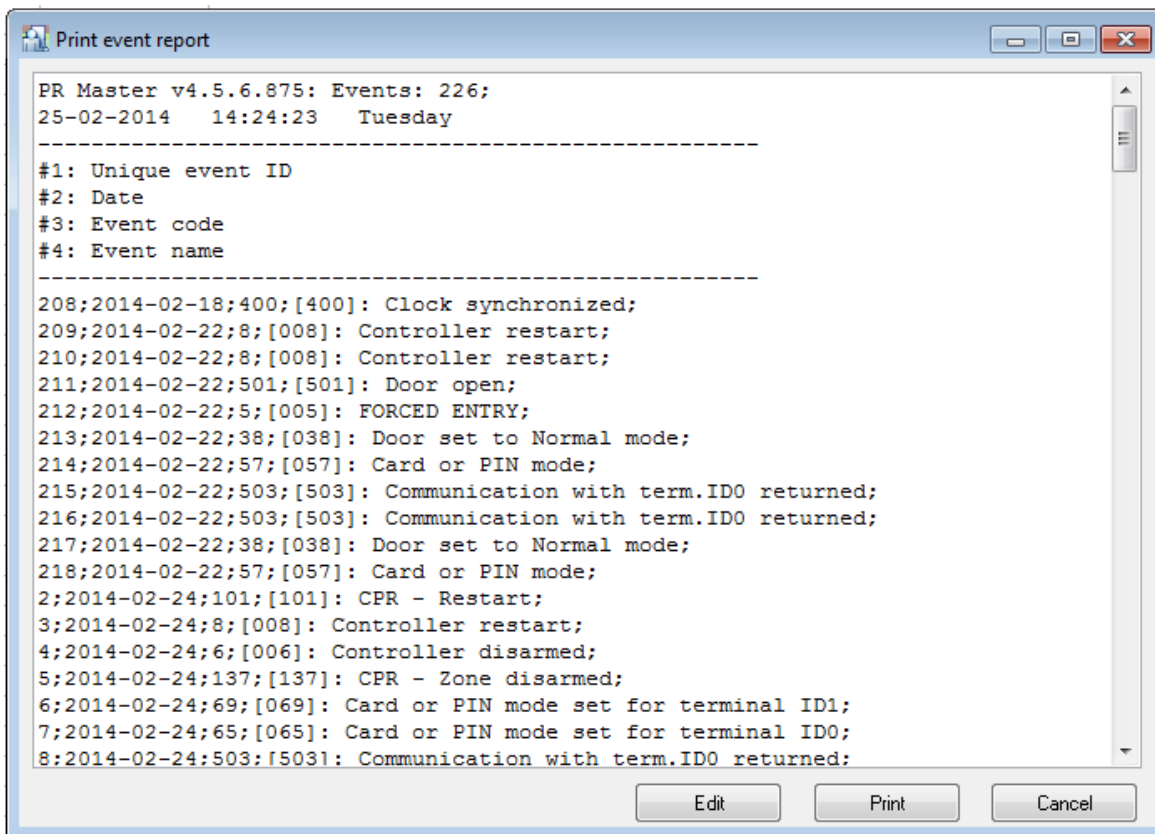 Print event report
PR Master v4.5.6.875: Events: 226;
25-02-2014   14:24:23   Tuesday
------------------------------------------------------
#1: Unique event ID
#2: Date
#3: Event code
#4: Event name
------------------------------------------------------
208;2014-02-18;400;[400]: Clock synchronized;
209;2014-02-22;8;[008]: Controller restart;
210;2014-02-22;8;[008]: Controller restart;
211;2014-02-22;501;[501]: Door open;
212;2014-02-22;5;[005]: FORCED ENTRY;
213;2014-02-22;38;[038]: Door set to Normal mode;
214;2014-02-22;57;[057]: Card or PIN mode;
215;2014-02-22;503;[503]: Communication with term.ID0 returned;
216;2014-02-22;503;[503]: Communication with term.ID0 returned;
217;2014-02-22;38;[038]: Door set to Normal mode;
218;2014-02-22;57;[057]: Card or PIN mode;
2;2014-02-24;101;[101]: CPR - Restart;
3;2014-02-24;8;[008]: Controller restart;
4;2014-02-24;6;[006]: Controller disarmed;
5;2014-02-24;137;[137]: CPR - Zone disarmed;
6;2014-02-24;69;[069]: Card or PIN mode set for terminal ID1;
7;2014-02-24;65;[065]: Card or PIN mode set for terminal ID0;
8;2014-02-24;503;[503]: Communication with term.ID0 returned;
Edit Print Cancel